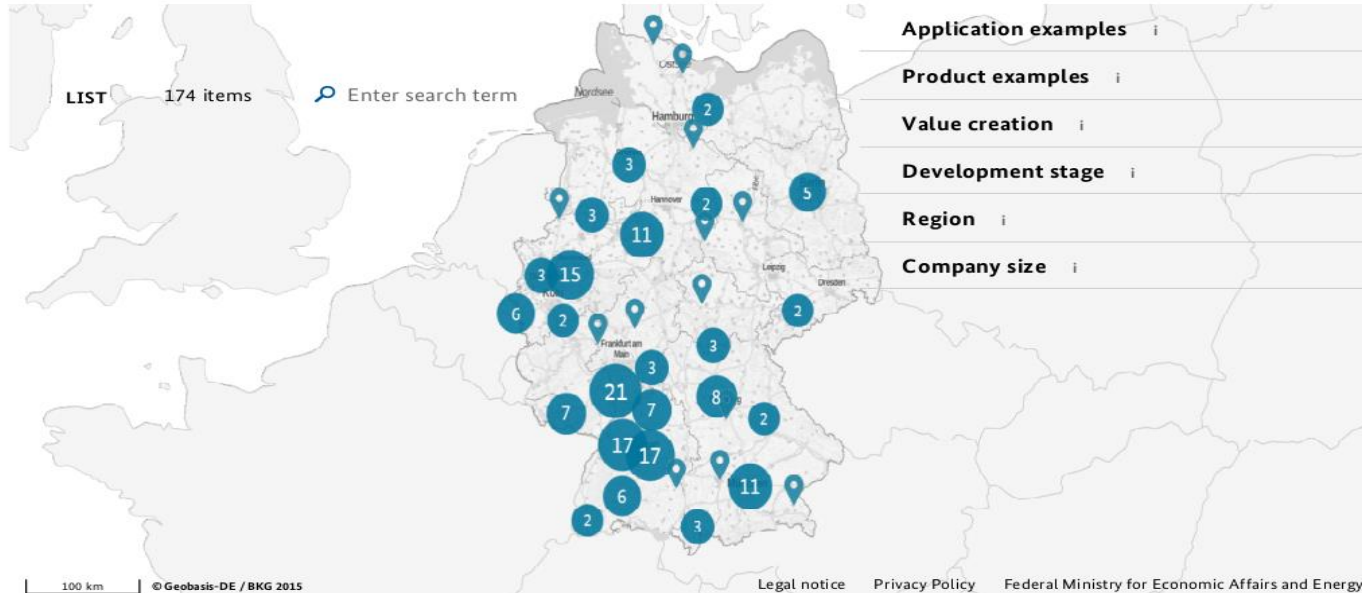 Application examples i
Ostsee
Product examples i
LIST 174 items Enter search term
Nordsee
2
Hamburg
Value creation i
3
Development stage i
5
Hannover
2
3
Region i
11
3 15
Company size i
Leipzig
Dresden
6
2
2
Frankfurt am
Main
3
3
21
8
7
7
2
17
17
11
6
2
3
100 km © Geobasis-DE / BKG 2015 Legal notice Privacy Policy Federal Ministry for Economic Affairs and Energy